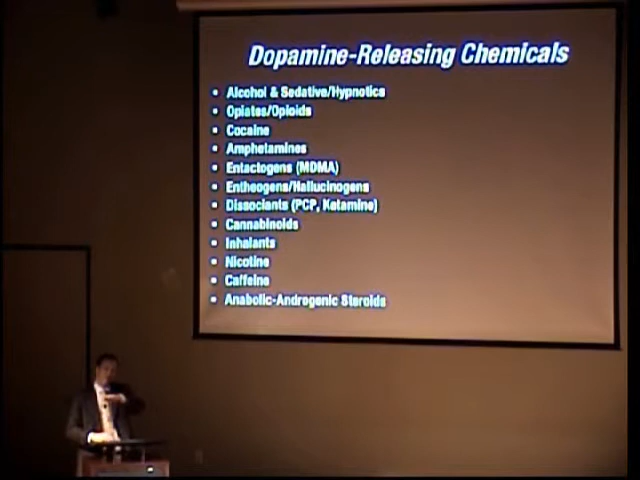 Dopamine-Releasing Chemicals
• Alcohol & Sedative/Hypnotics
• Opiates/Opioids
• Cocaine
• Amphetamines
• Entactogens (MDMA)
• Entheogens/Hallucinogens
• Dissociants (PCP, Ketamine)
• Cannabinoids
• Inhalants
• Nicotine
• Caffeine
• Anabolic-Androgenic Steroids